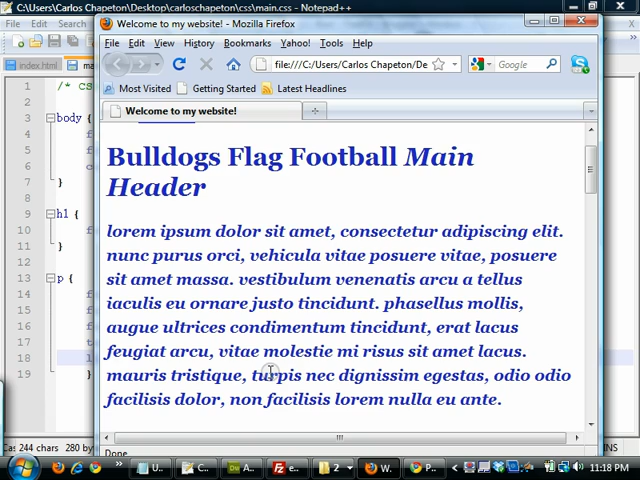 C:\Users\Carlos Chapeton\Desktop\carloschapeton\css\main.css - Notepad++
Welcome to my website! - Mozilla Firefox
File Edit Search
File Edit View History Bookmarks Yahoo! Tools Help
file:///C:/Users/Carlos Chapeton/De
Google
index.html
Most Visited Getting Started Latest Headlines
Welcome to my website!
1 /* CS
2
3 body {
4 f
5 f
6 c
7 }
8
9 h1 {
10 f
11 }
12
13 p {
14 f
15 f
16 f
17 ta
18 l
19 }
Bulldogs Flag Football Main
Header
lorem ipsum dolor sit amet, consectetur adipiscing elit.
nunc purus orci, vehicula vitae posuere vitae, posuere
sit amet massa. vestibulum venenatis arcu a tellus
iaculis eu ornare justo tincidunt. phasellus mollis,
augue ultrices condimentum tincidunt, erat lacus
feugiat arcu, vitae molestie mi risus sit amet lacus.
mauris tristique, turpis nec dignissim egestas, odio odio
facilisis dolor, non facilisis lorem nulla eu ante.
Cas 244 chars 280 by
INS
Done
U... C... A... e... 2 W... P... 11:18 PM